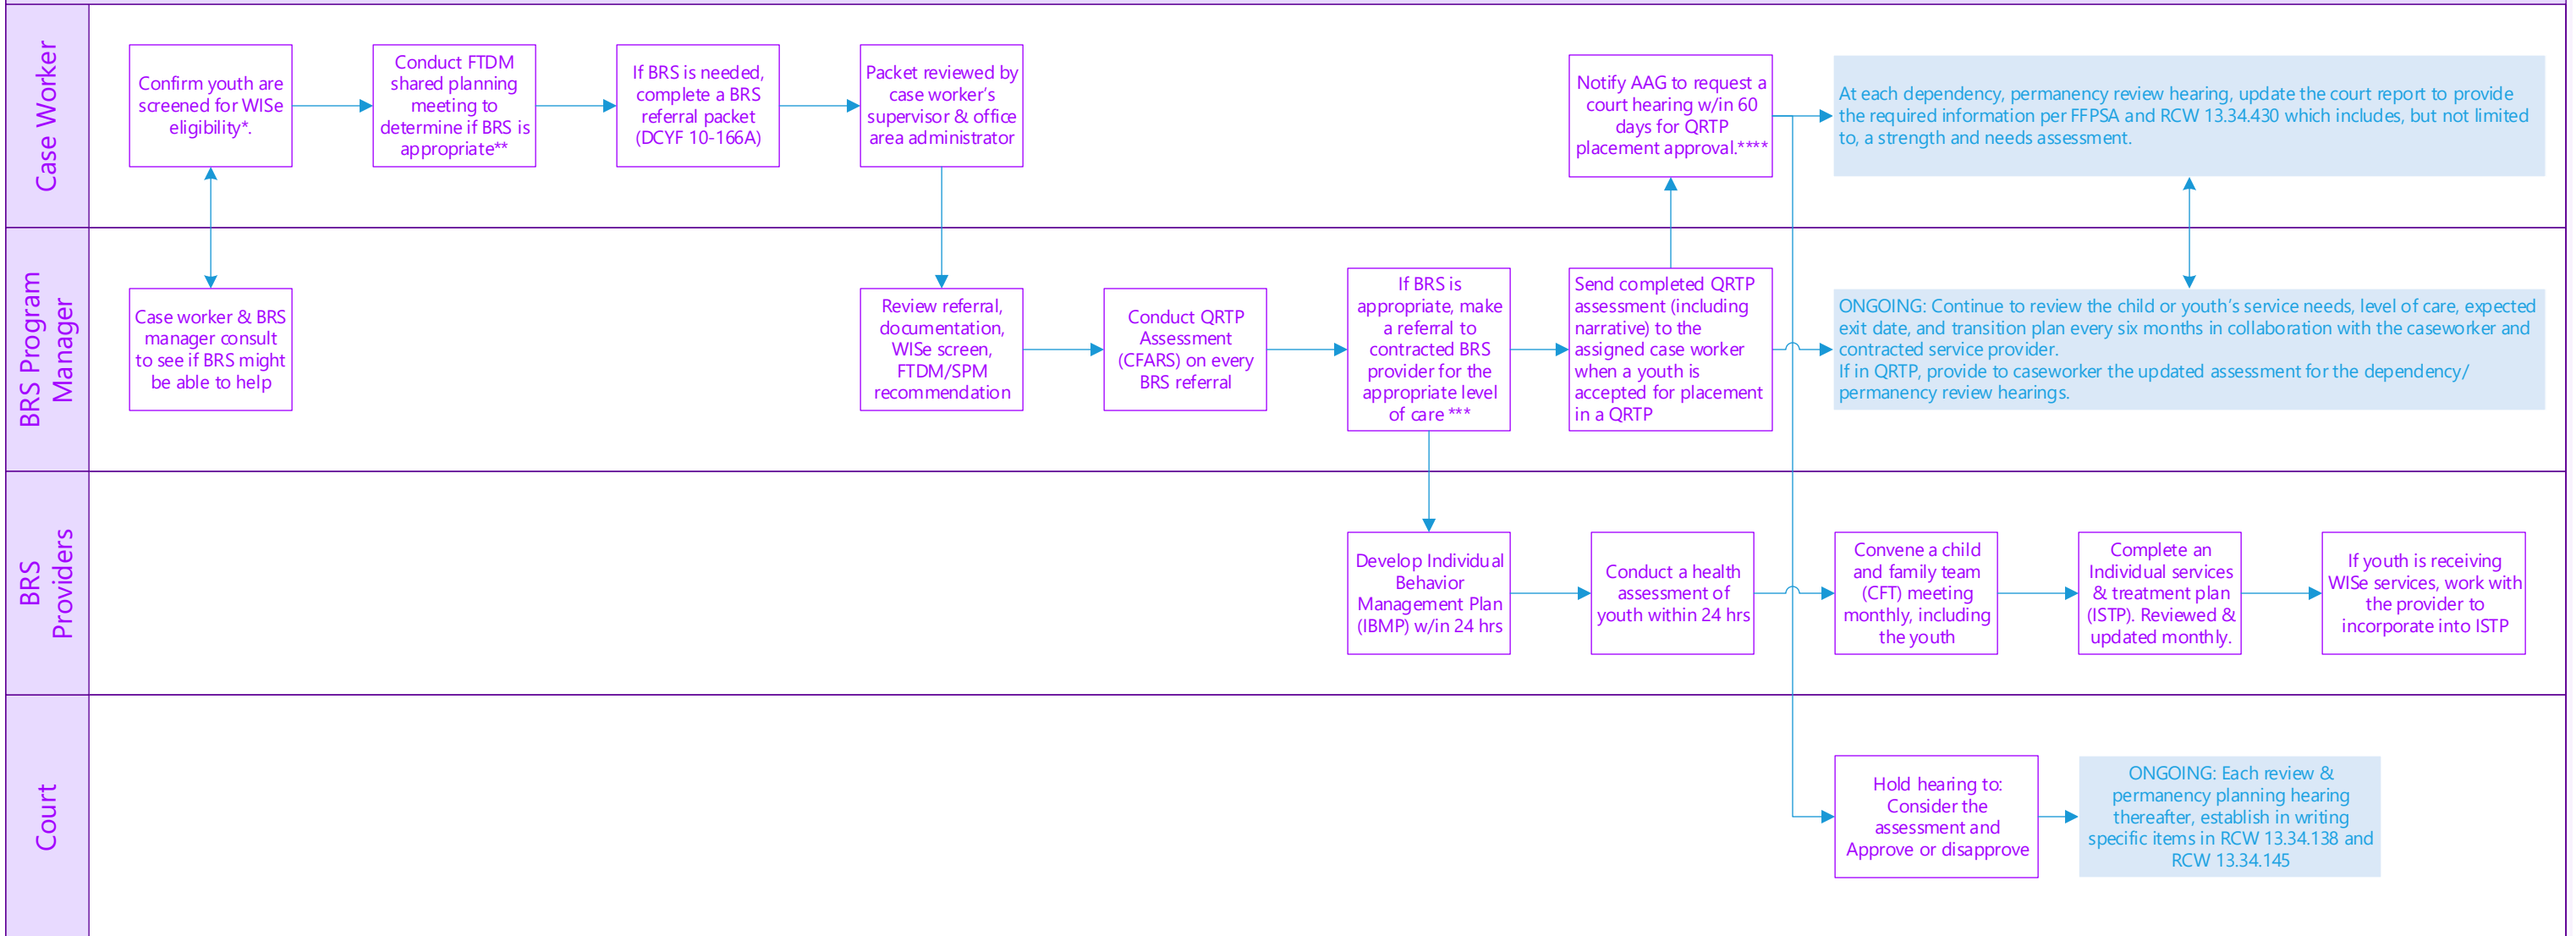 Case Worker
Confirm youth are
screened for WISe
eligibility*.
Conduct FTDM
shared planning
meeting to
determine if BRS is
appropriate**
If BRS is needed,
complete a BRS
referral packet
(DCYF 10-166A)
Packet reviewed by
case worker's
supervisor & office
area administrator
Notify AAG to request a
court hearing w/in 60
days for QRTP
placement approval.****
At each dependency, permanency review hearing, update the court report to provide
the required information per FFPSA and RCW 13.34.430 which includes, but not limited
to, a strength and needs assessment.
BRS Program
Manager
Case worker & BRS
manager consult
to see if BRS might
be able to help
Review referral,
documentation,
WISe screen,
FTDM/SPM
recommendation
Conduct QRTP
Assessment
(CFARS) on every
BRS referral
If BRS is
appropriate, make
a referral to
contracted BRS
provider for the
appropriate level
of care ***
Send completed QRTP
assessment (including
narrative) to the
assigned case worker
when a youth is
accepted for placement
in a QRTP
ONGOING: Continue to review the child or youth's service needs, level of care, expected
exit date, and transition plan every six months in collaboration with the caseworker and
contracted service provider.
If in QRTP, provide to caseworker the updated assessment for the dependency/
permanency review hearings.
BRS
Providers
Develop Individual
Behavior
Management Plan
(IBMP) w/in 24 hrs
Conduct a health
assessment of
youth within 24 hrs
Convene a child
and family team
(CFT) meeting
monthly, including
the youth
Complete an
Individual services
& treatment plan
(ISTP). Reviewed &
updated monthly.
If youth is receiving
WISe services, work with
the provider to
incorporate into ISTP
Court
Hold hearing to:
Consider the
assessment and
Approve or disapprove
ONGOING: Each review &
permanency planning hearing
thereafter, establish in writing
specific items in RCW 13.34.138 and
RCW 13.34.145